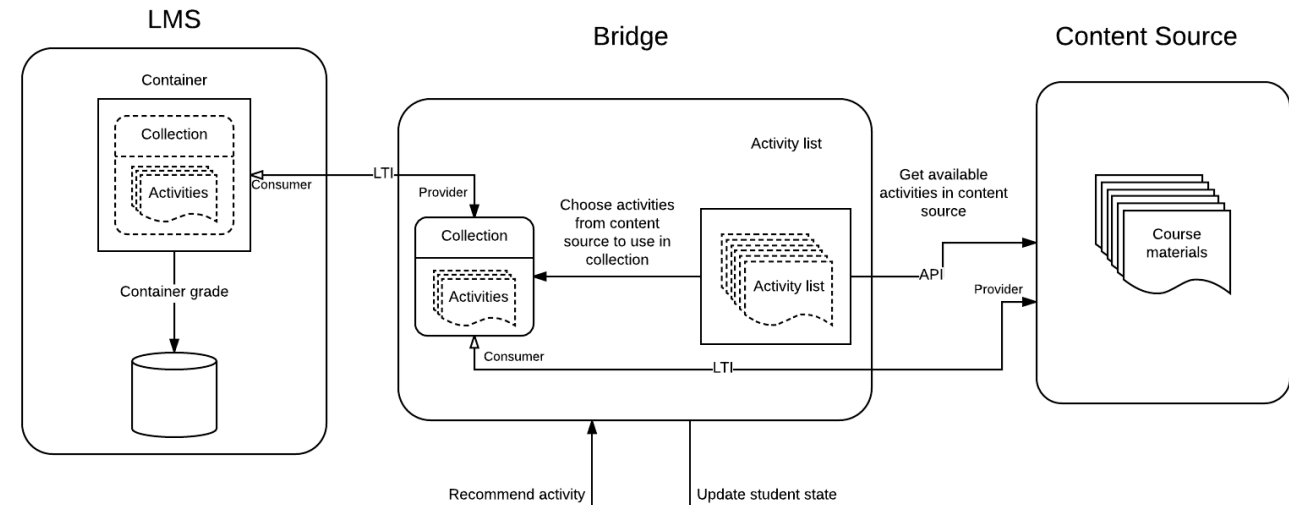 LMS
Bridge
Content Source
Container
Collection
Activities
Consumer
LTI
Provider
Container grade
Collection
Activities
Consumer
Choose activities
from content
source to use in
collection
Activity list
Activity list
Get available
activities in content
source
API
Provider
LTI
Course
materials
Recommend activity
Update student state